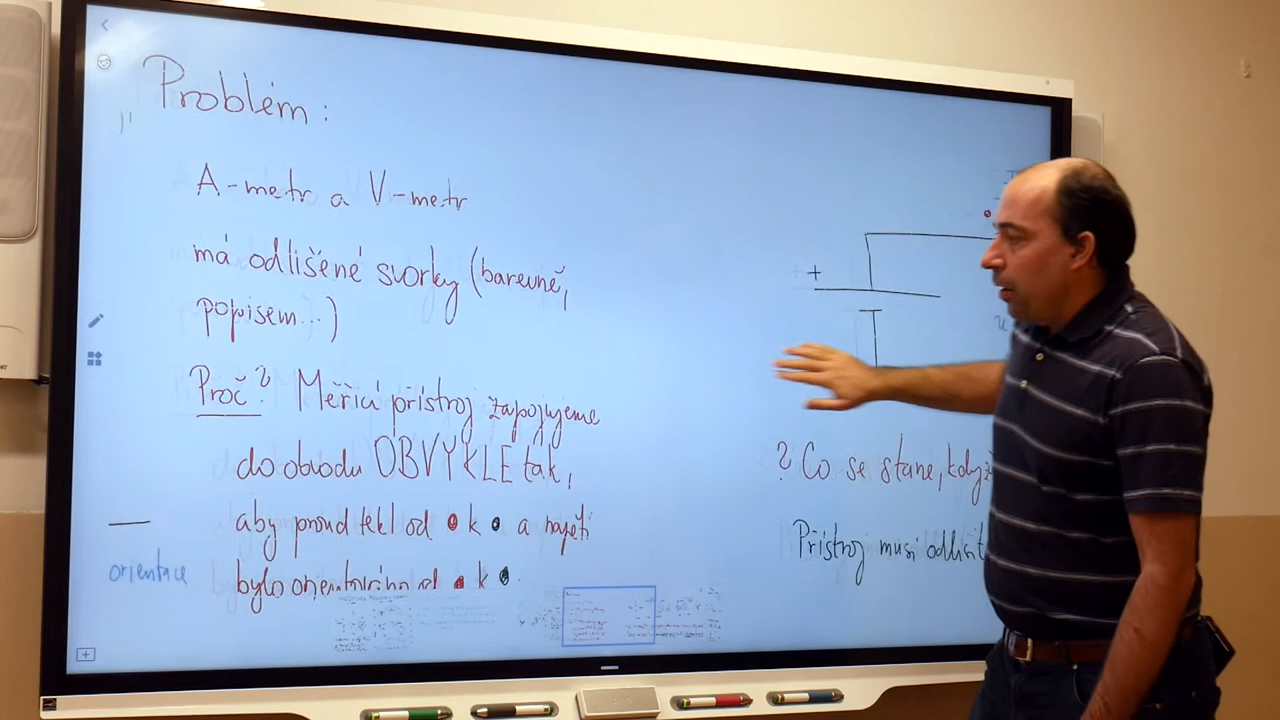 Problém:
A-metr a V-metr
má odlišené svorky (barevně,
popisem...)
Proč? Měřicí přístroj zapojujeme
do obvodu OBVYKLE tak,
aby proud tekl od • k • a napětí
bylo orientováno od • k •
orientace
+
u
? Co se stane, když
Přístroj musí odlišit